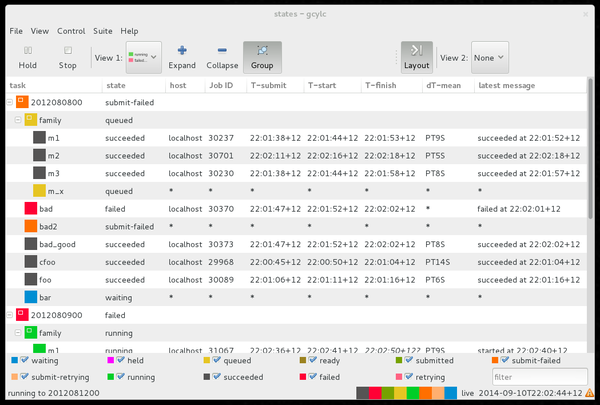 states - gcylc
File View Control Suite Help
Hold Stop View 1: running failed.. Expand Collapse Group Layout View 2: None
task state host Job ID T-submit T-start T-finish dT-mean latest message
2012080800 submit-failed
family queued
m1 succeeded localhost 30237 22:01:38+12 22:01:44+12 22:01:53+12 PT9S succeeded at 22:01:52+12
m2 succeeded localhost 30701 22:02:11+12 22:02:16+12 22:02:18+12 PT5S succeeded at 22:02:18+12
m3 succeeded localhost 30230 22:01:38+12 22:01:44+12 22:01:58+12 PT8S succeeded at 22:01:57+12
m_x queued * * * * * * *
bad failed localhost 30370 22:01:47+12 22:01:52+12 22:02:02+12 * failed at 22:02:01+12
bad2 submit-failed * * * * * * *
bad_good succeeded localhost 30373 22:01:47+12 22:01:52+12 22:02:02+12 PT8S succeeded at 22:02:02+12
cfoo succeeded localhost 29968 22:00:45+12 22:00:50+12 22:01:04+12 PT14S succeeded at 22:01:04+12
foo succeeded localhost 30089 22:01:06+12 22:01:11+12 22:01:16+12 PT6S succeeded at 22:01:16+12
bar waiting * * * * * * *
2012080900 failed
family running
m1 running localhost 31067 22:02:36+12 22:02:41+12 22:02:50+12? PT9S started at 22:02:40+12
waiting held queued ready submitted submit-failed
submit-retrying running succeeded failed retrying filter
running to 2012081200 live 2014-09-10T22:02:44+12